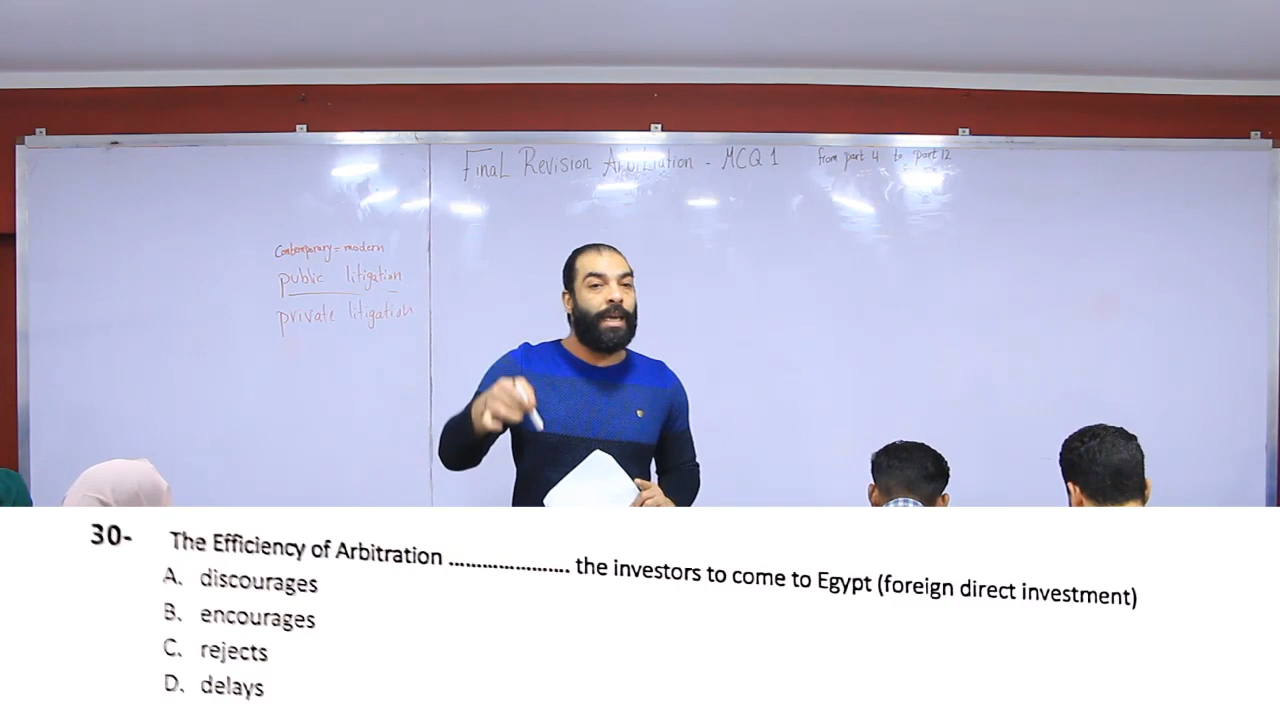 Final Revision Arbitration - MCQ 1 from part 4 to part 12
Contemporary = modern
public litigation
private litigation
30- The Efficiency of Arbitration ...................... the investors to come to Egypt (foreign direct investment)
A. discourages
B. encourages
C. rejects
D. delays